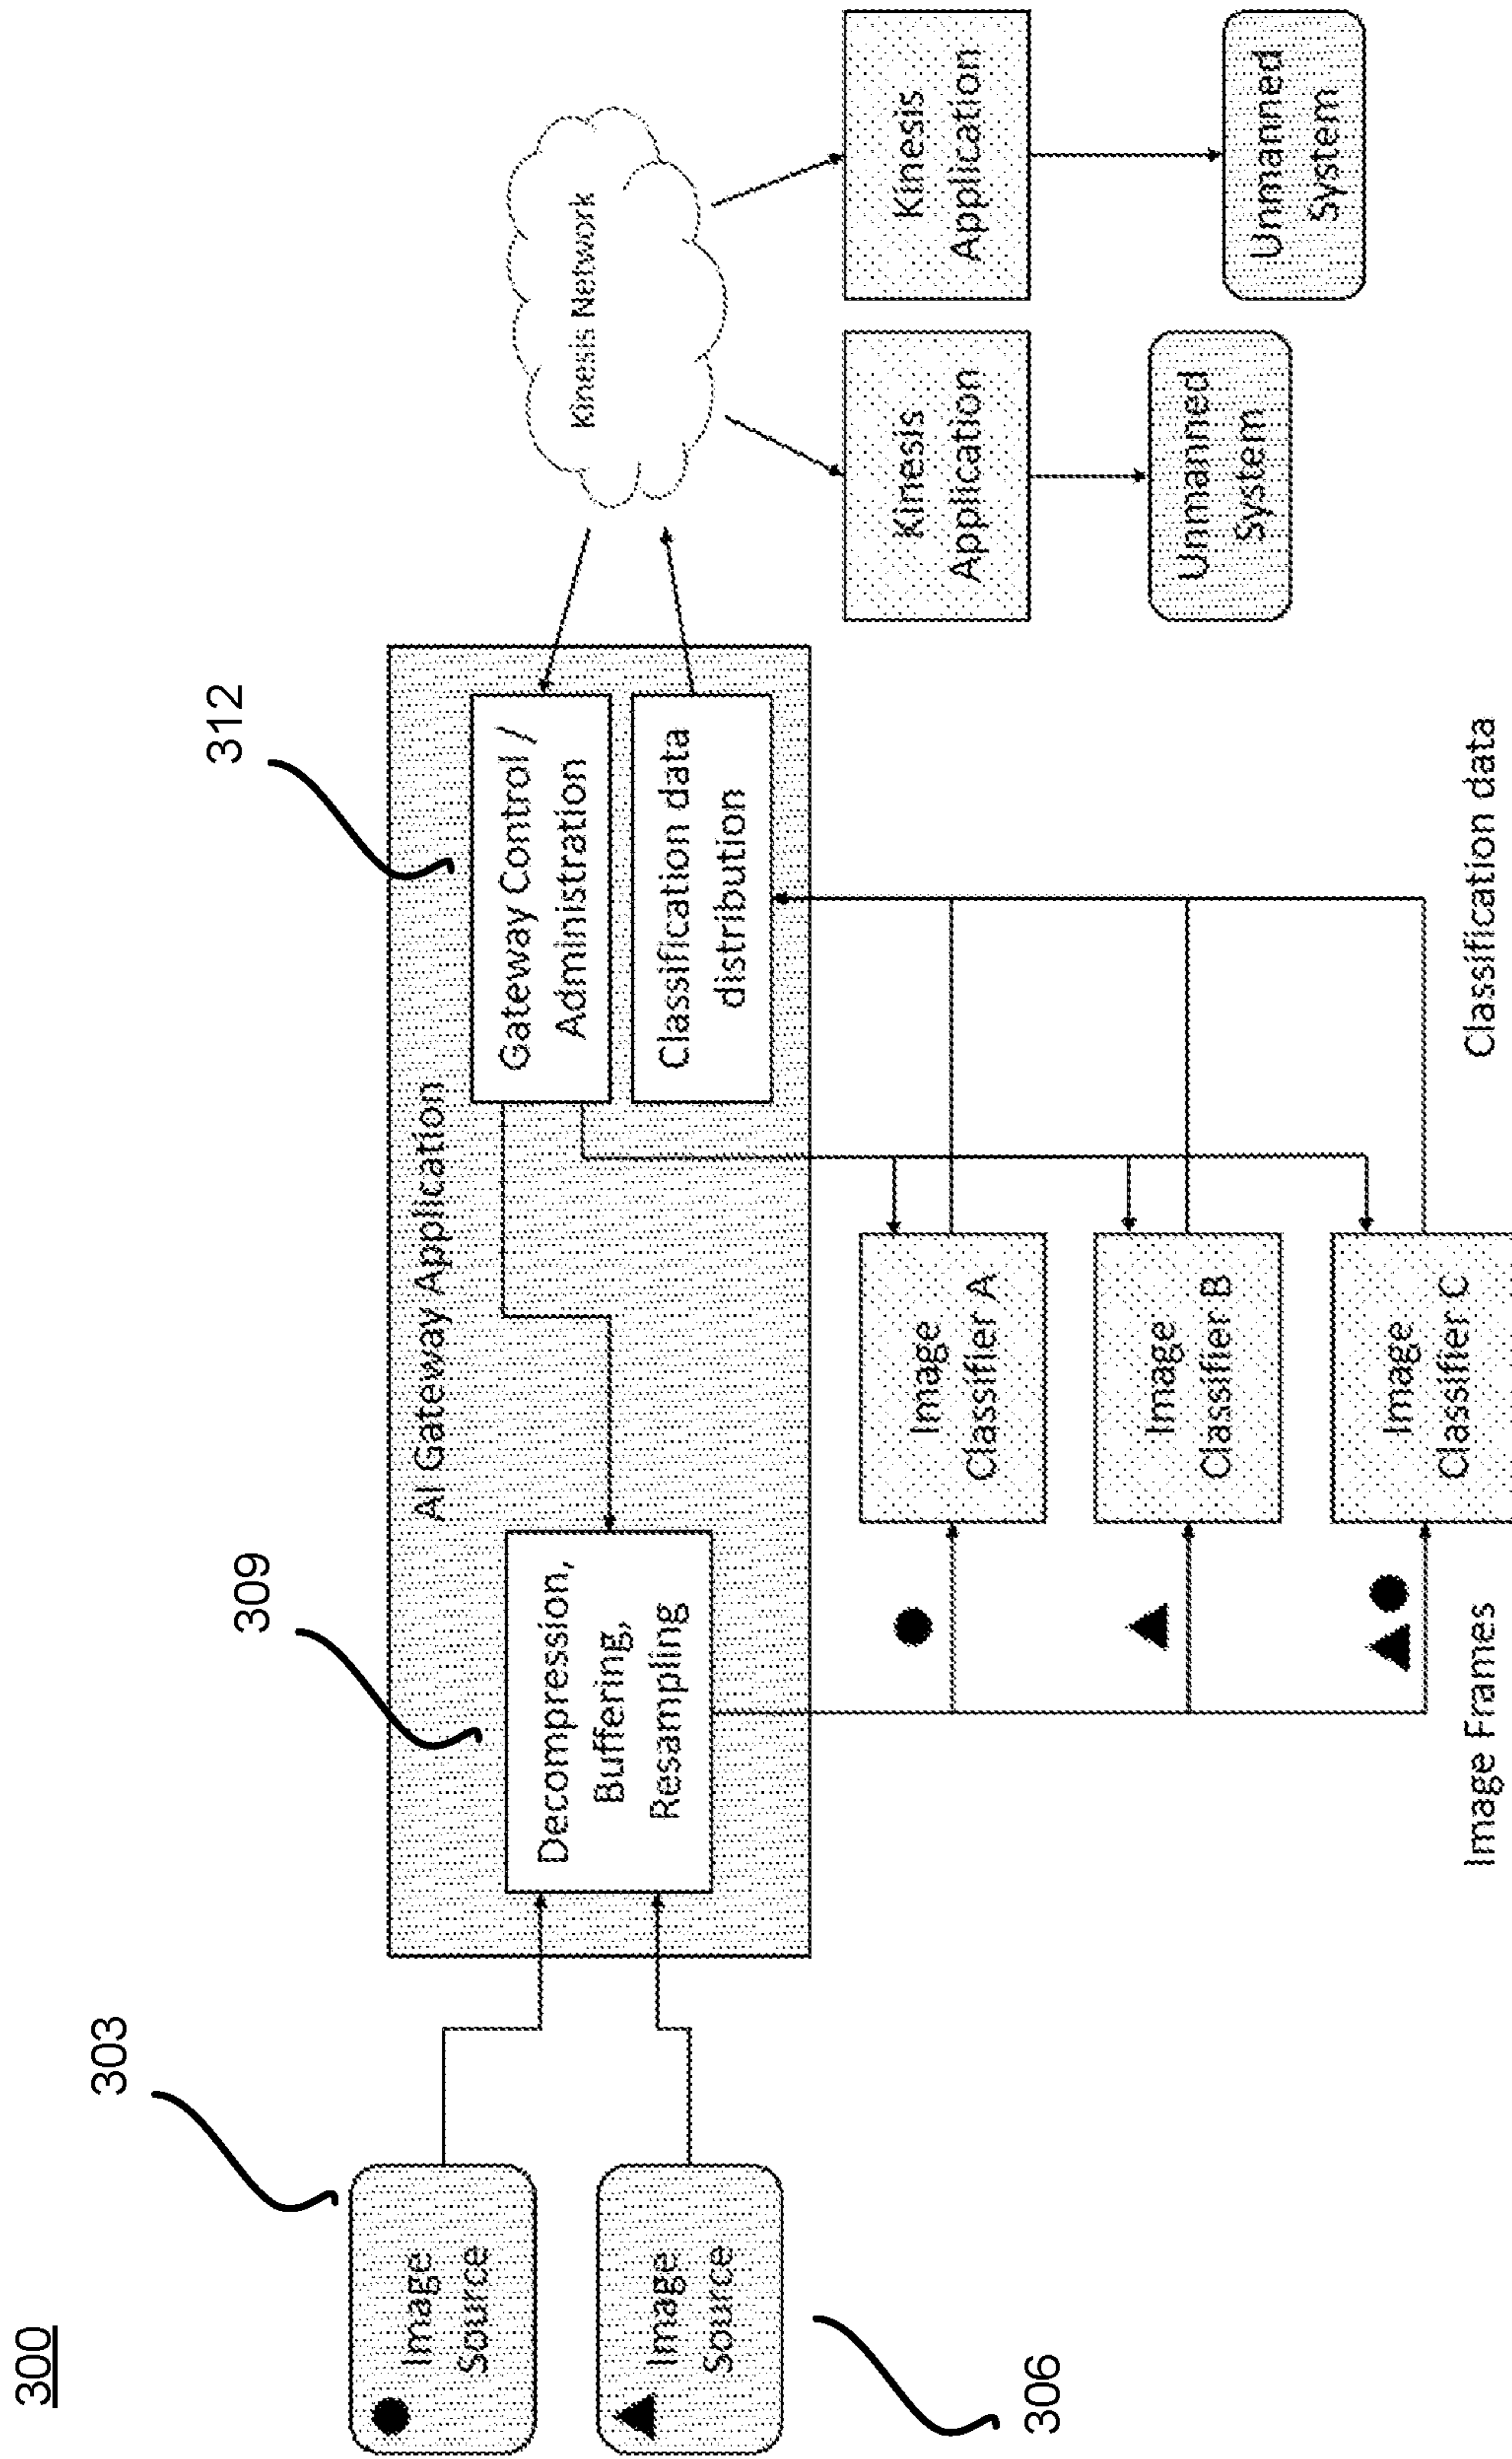 300
303
Image
Source
306
Image
Source
309
312
AI Gateway Application
Decompression,
Buffering,
Resampling
Gateway Control /
Administration
Classification data
distribution
Kinesis Network
Image
Classifier A
Image
Classifier B
Image
Classifier C
Kinesis
Application
Kinesis
Application
Unmanned
System
Unmanned
System
Image Frames
Classification data